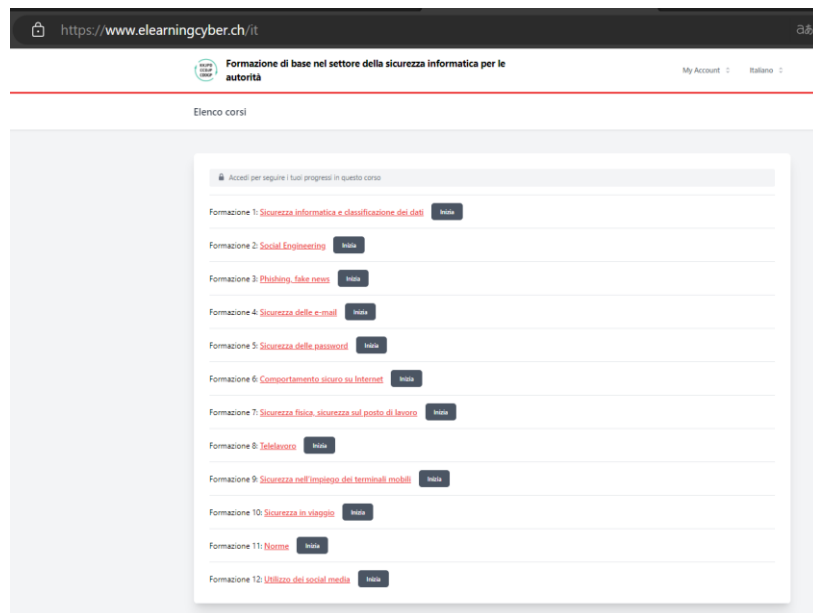 https://www.elearningcyber.ch/it
Formazione di base nel settore della sicurezza informatica per le
autorità
My Account
Italiano
Elenco corsi
Accedi per seguire i tuoi progressi in questo corso
Formazione 1: Sicurezza informatica e classificazione dei dati Inizia
Formazione 2: Social Engineering Inizia
Formazione 3: Phishing, fake news Inizia
Formazione 4: Sicurezza delle e-mail Inizia
Formazione 5: Sicurezza delle password Inizia
Formazione 6: Comportamento sicuro su Internet Inizia
Formazione 7: Sicurezza fisica, sicurezza sul posto di lavoro Inizia
Formazione 8: Telelavoro Inizia
Formazione 9: Sicurezza nell'impiego dei terminali mobili Inizia
Formazione 10: Sicurezza in viaggio Inizia
Formazione 11: Norme Inizia
Formazione 12: Utilizzo dei social media Inizia